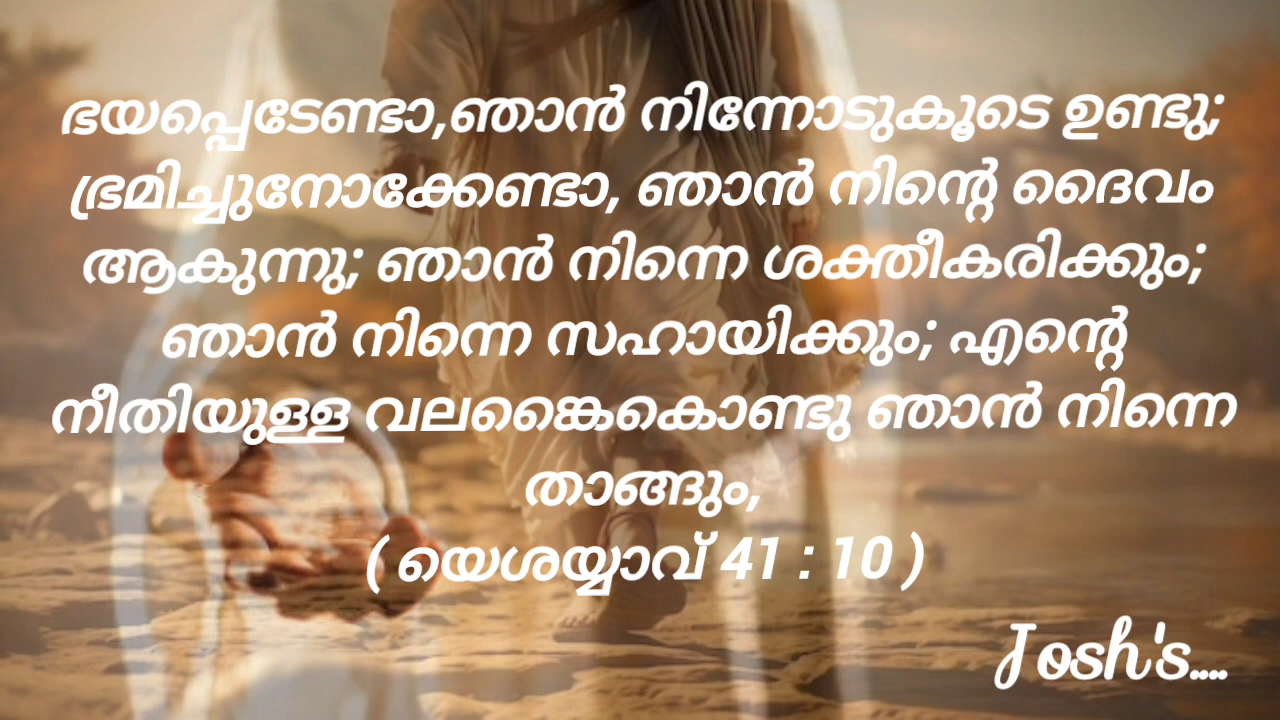 ഭയപ്പെടേണ്ടാ,ഞാൻ നിന്നോടുകൂടെ ഉണ്ടു;
ഭ്രമിച്ചുനോക്കേണ്ടാ, ഞാൻ നിന്റെ ദൈവം
ആകുന്നു; ഞാൻ നിന്നെ ശക്തീകരിക്കും;
ഞാൻ നിന്നെ സഹായിക്കും; എന്റെ
നീതിയുള്ള വലങ്കൈകൊണ്ടു ഞാൻ നിന്നെ
താങ്ങും,
( യെശയ്യാവ് 41 : 10 )
Josh's....